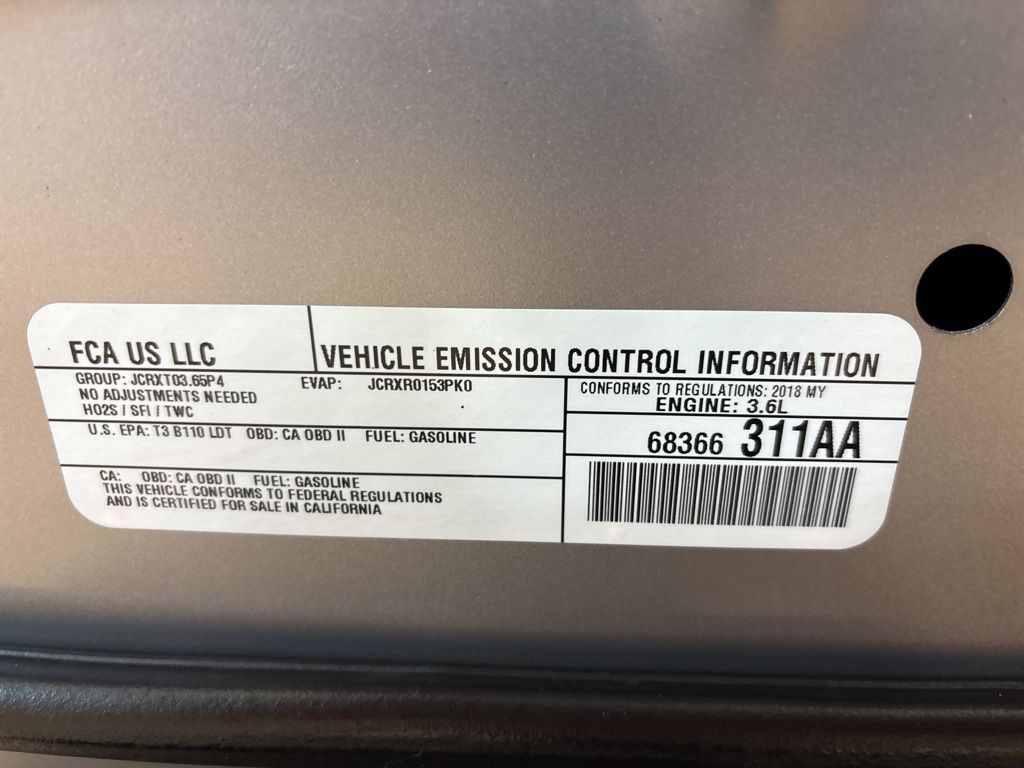 FCA US LLC
VEHICLE EMISSION CONTROL INFORMATION
GROUP: JCRXT03.65P4 EVAP: JCRXR0153PK0
NO ADJUSTMENTS NEEDED
HO2S / SFI / TWC
CONFORMS TO REGULATIONS: 2018 MY
ENGINE: 3.6L
U.S. EPA: T3 B110 LDT OBD: CA OBD II FUEL: GASOLINE
68366 311AA
CA: OBD: CA OBD II FUEL: GASOLINE
THIS VEHICLE CONFORMS TO FEDERAL REGULATIONS
AND IS CERTIFIED FOR SALE IN CALIFORNIA